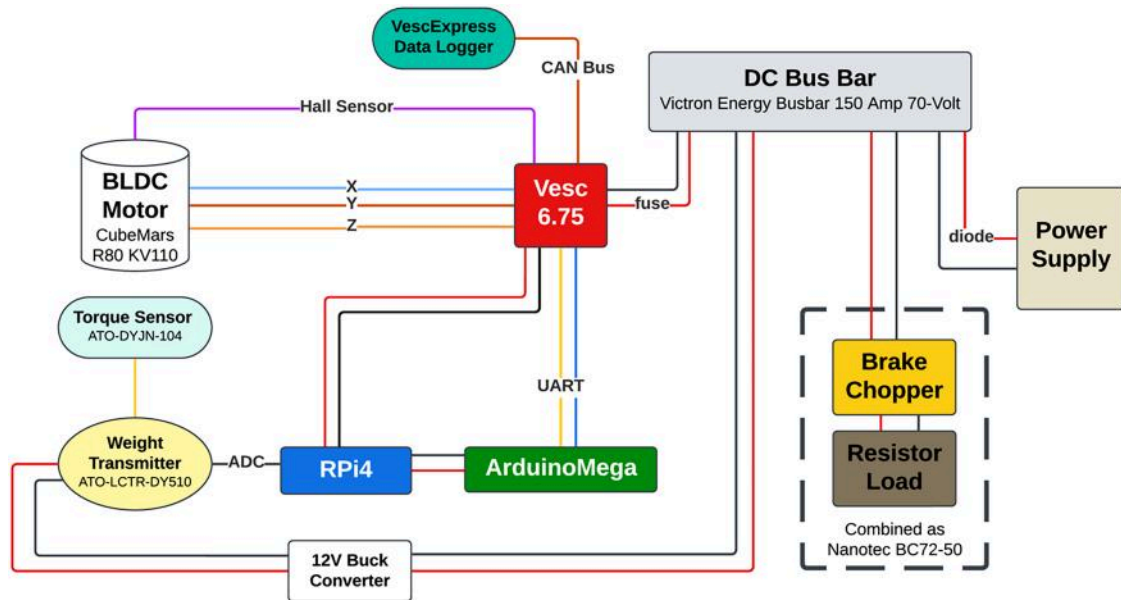 VescExpress
Data Logger
CAN Bus
DC Bus Bar
Victron Energy Busbar 150 Amp 70-Volt
Hall Sensor
BLDC
Motor
CubeMars
R80 KV110
X
Y
Z
Vesc
6.75
fuse
diode
Power
Supply
Torque Sensor
ATO-DYJN-104
UART
Brake
Chopper
Resistor
Load
Combined as
Nanotec BC72-50
Weight
Transmitter
ATO-LCTR-DY510
ADC
RPi4
ArduinoMega
12V Buck
Converter